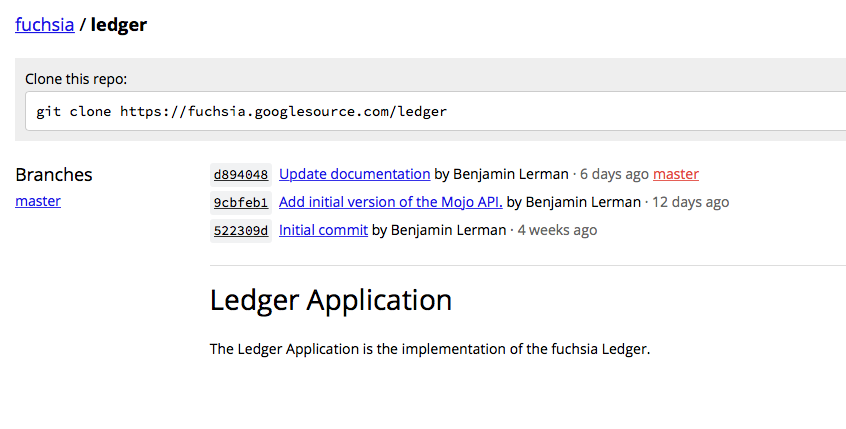 fuchsia / ledger
Clone this repo:
git clone https://fuchsia.googlesource.com/ledger
Branches
master
d894048 Update documentation by Benjamin Lerman · 6 days ago master
9cbfeb1 Add initial version of the Mojo API. by Benjamin Lerman · 12 days ago
522309d Initial commit by Benjamin Lerman · 4 weeks ago
Ledger Application
The Ledger Application is the implementation of the fuchsia Ledger.